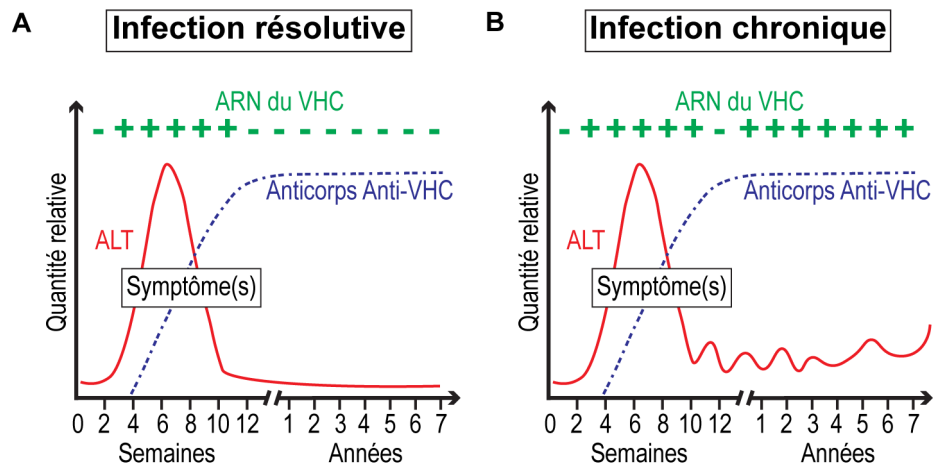 A
Infection résolutive
ARN du VHC
- + + + + + - - - - - - - -
Anticorps Anti-VHC
ALT
Symptôme(s)
Quantité relative
0 2 4 6 8 10 12 1 2 3 4 5 6 7
Semaines Années
B
Infection chronique
ARN du VHC
- + + + + + - + + + + + + +
Anticorps Anti-VHC
ALT
Symptôme(s)
Quantité relative
0 2 4 6 8 10 12 1 2 3 4 5 6 7
Semaines Années